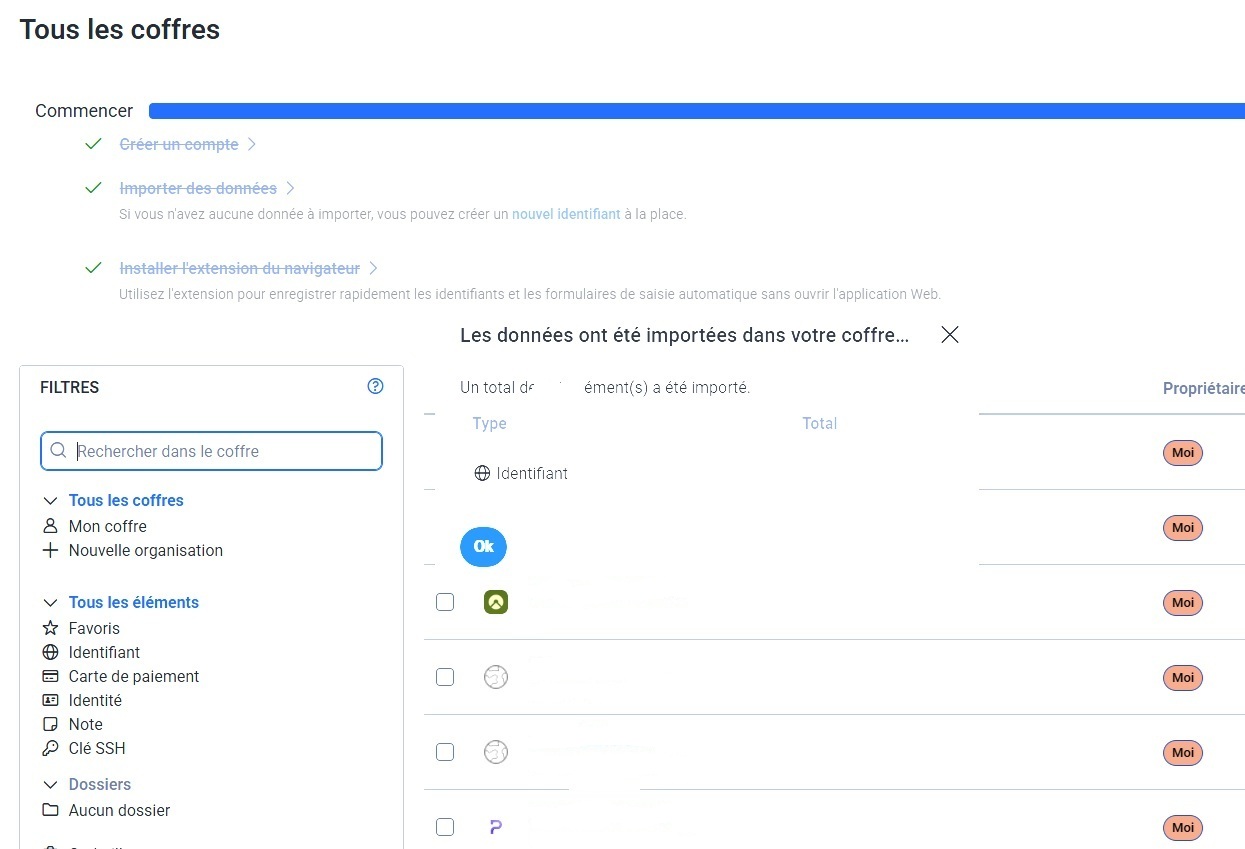 Tous les coffres
Commencer
Créer un compte
Importer des données
Si vous n'avez aucune donnée à importer, vous pouvez créer un nouvel identifiant à la place.
Installer l'extension du navigateur
Utilisez l'extension pour enregistrer rapidement les identifiants et les formulaires de saisie automatique sans ouvrir l'application Web.
Les données ont été importées dans votre coffre...
FILTRES
Rechercher dans le coffre
Tous les coffres
Mon coffre
Nouvelle organisation
Tous les éléments
Favoris
Identifiant
Carte de paiement
Identité
Note
Clé SSH
Dossiers
Aucun dossier
Un total de ément(s) a été importé.
Type Total
Identifiant
Ok
Propriétaire
Moi
Moi
Moi
Moi
Moi
Moi